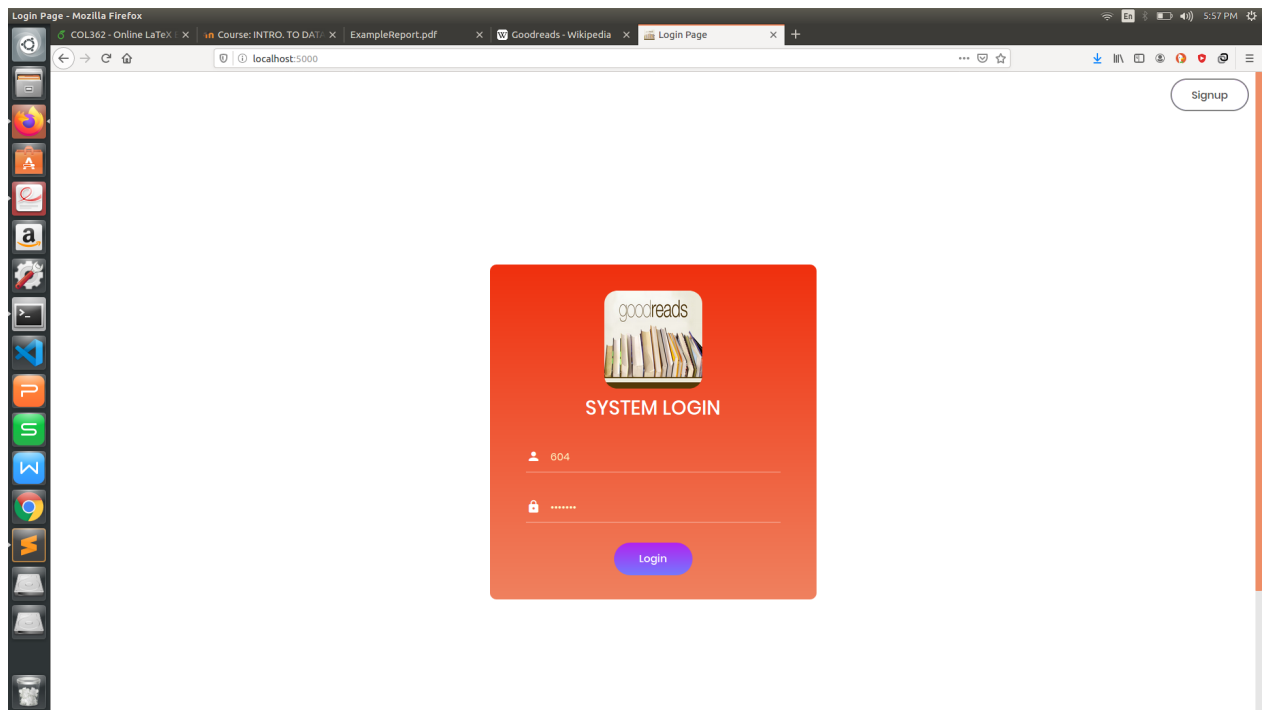 Login Page - Mozilla Firefox
En
5:57 PM
COL362 - Online LaTeX E
Course: INTRO. TO DATA
ExampleReport.pdf
Goodreads - Wikipedia
Login Page
localhost:5000
Signup
goodreads
SYSTEM LOGIN
604
•••••••
Login